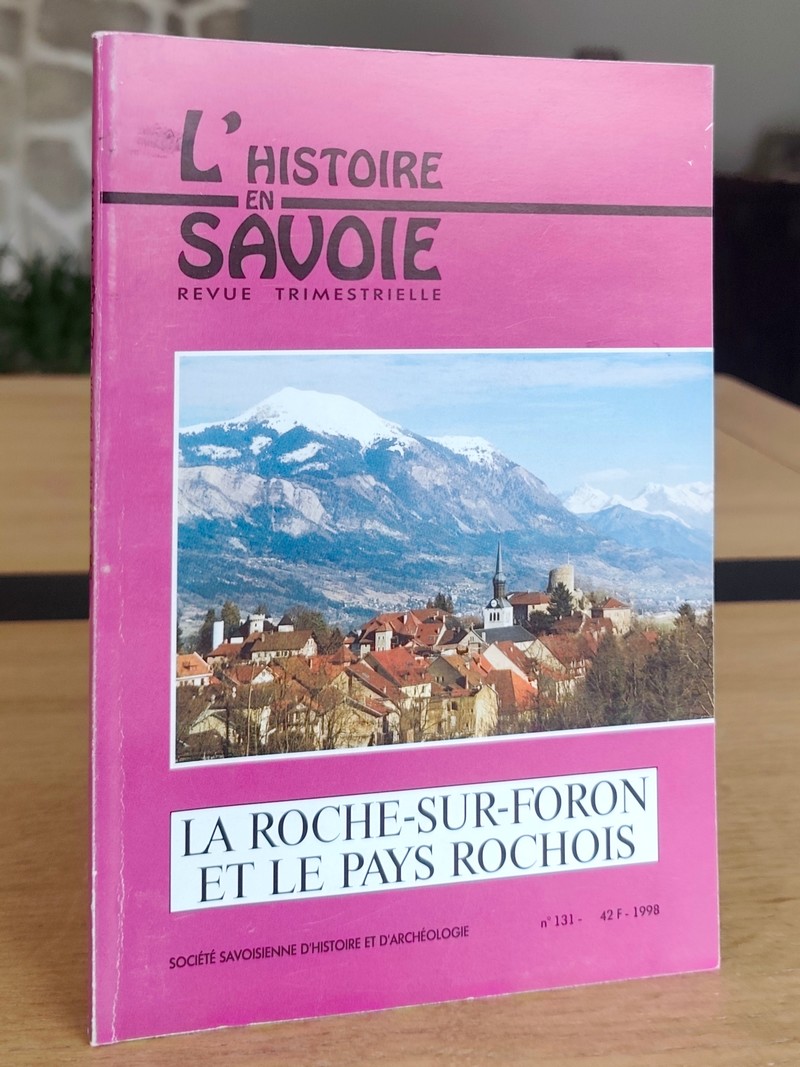 L'HISTOIRE
EN
SAVOIE
REVUE TRIMESTRIELLE
LA ROCHE-SUR-FORON
ET LE PAYS ROCHOIS
n° 131 - 42 F - 1998
SOCIÉTÉ SAVOISIENNE D'HISTOIRE ET D'ARCHÉOLOGIE